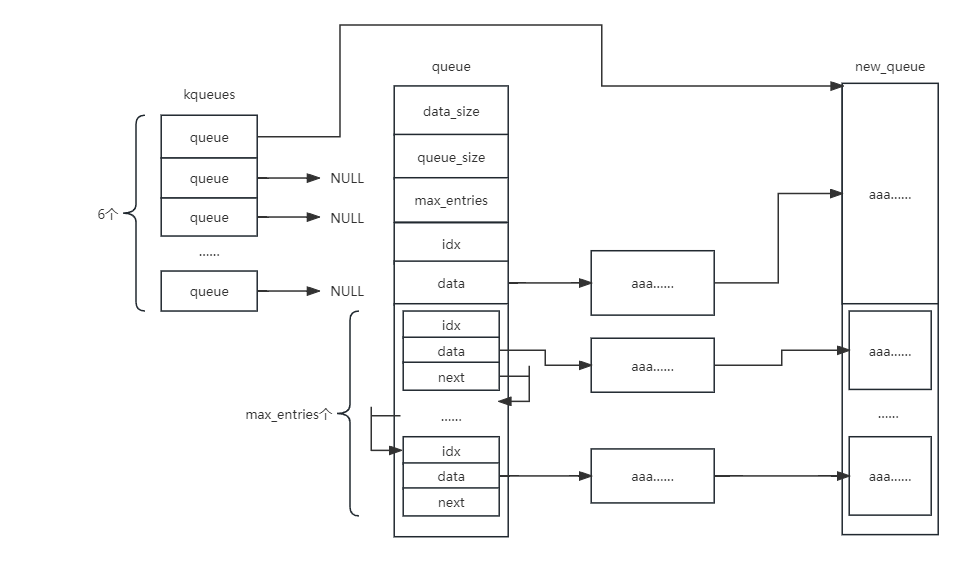 kqueues
queue
queue
queue
……
queue
6个
NULL
NULL
NULL
queue
data_size
queue_size
max_entries
idx
data
idx
data
next
……
idx
data
next
max_entries个
aaa……
aaa……
aaa……
new_queue
aaa……
aaa……
……
aaa……